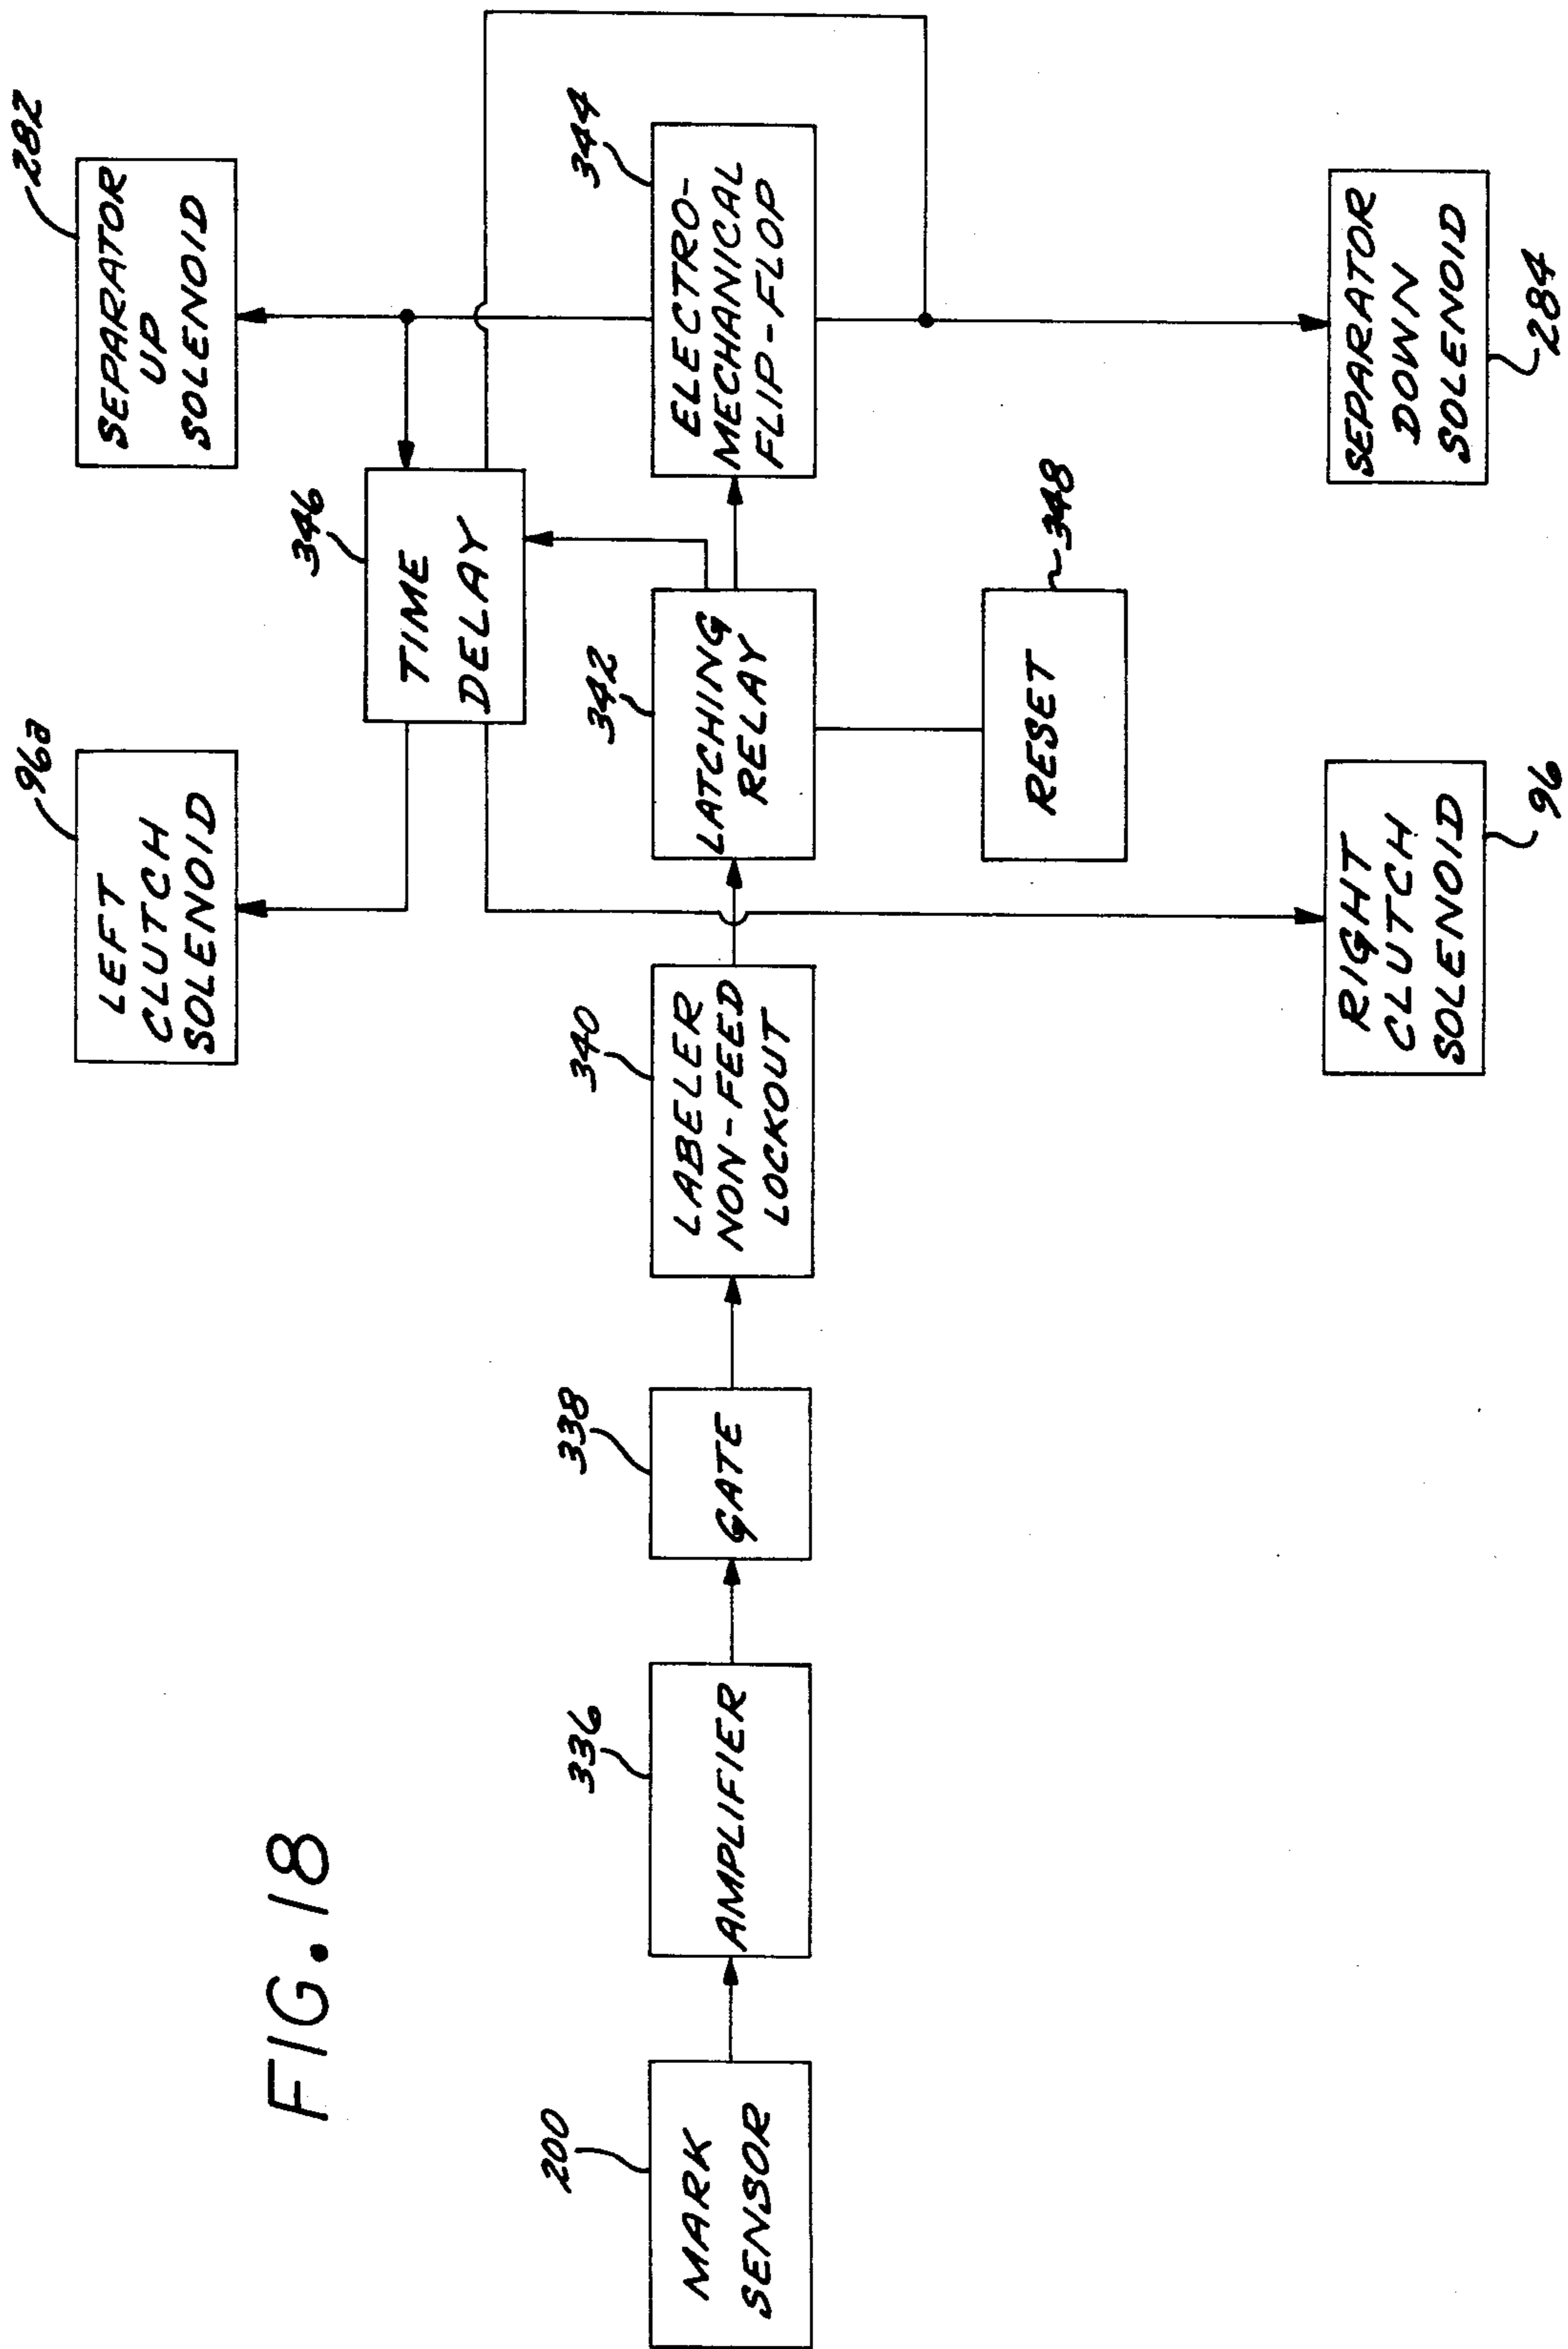 FIG. 18
200
MARK
SENSOR
336
AMPLIFIER
338
GATE
340
LABELER
NON-FEED
LOCKOUT
342
LATCHING
RELAY
348
RESET
344
ELECTRO-
MECHANICAL
FLIP-FLOP
346
TIME
DELAY
96a
LEFT
CLUTCH
SOLENOID
282
SEPARATOR
UP
SOLENOID
RIGHT
CLUTCH
SOLENOID
96
SEPARATOR
DOWN
SOLENOID
284